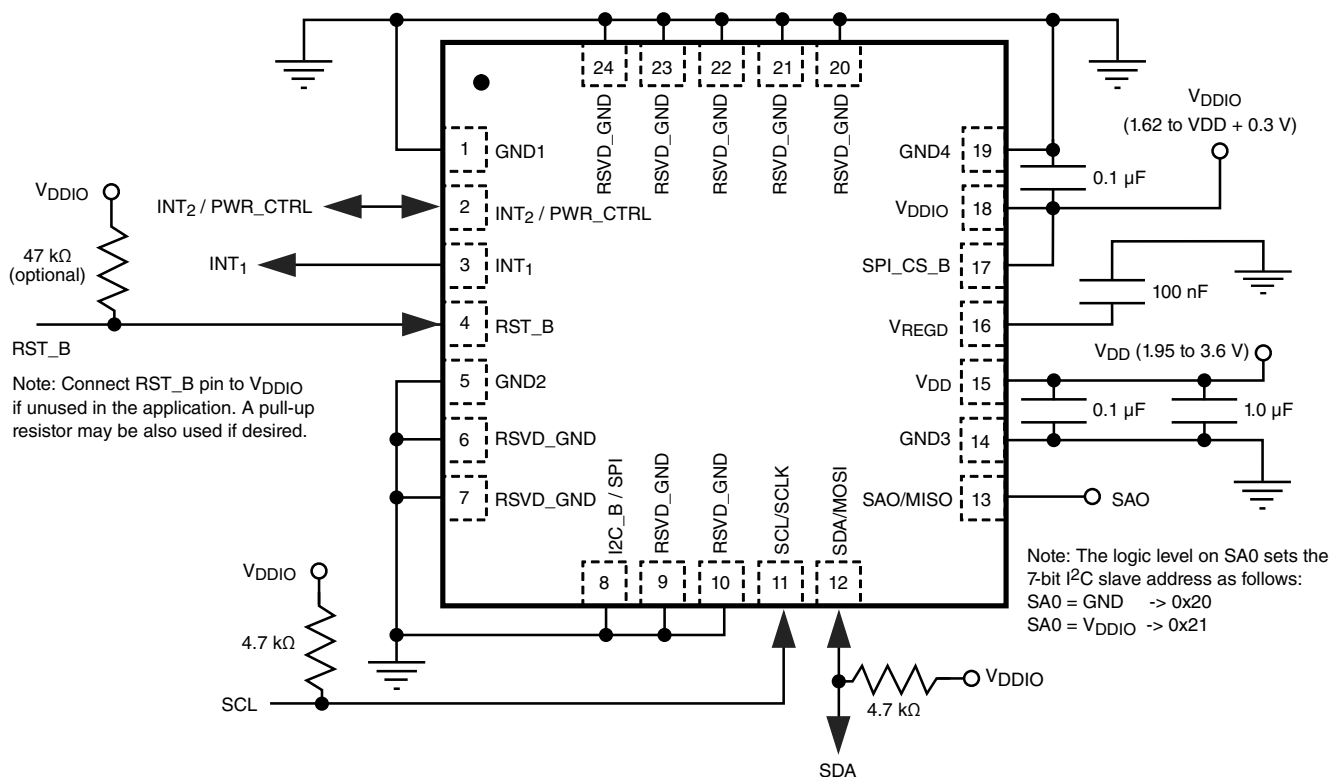 24 23 22 21 20
RSVD_GND RSVD_GND RSVD_GND RSVD_GND RSVD_GND
1 GND1
2 INT2 / PWR_CTRL
INT2 / PWR_CTRL
3 INT1
INT1
4 RST_B
5 GND2
6 RSVD_GND
7 RSVD_GND
VDDIO
47 kΩ
(optional)
RST_B
Note: Connect RST_B pin to VDDIO
if unused in the application. A pull-up
resistor may be also used if desired.
VDDIO
(1.62 to VDD + 0.3 V)
GND4 19
0.1 µF
VDDIO 18
SPI_CS_B 17
100 nF
VREGD 16
VDD (1.95 to 3.6 V)
VDD 15
0.1 µF 1.0 µF
GND3 14
SAO/MISO 13 SAO
Note: The logic level on SA0 sets the
7-bit I2C slave address as follows:
SA0 = GND -> 0x20
SA0 = VDDIO -> 0x21
I2C_B / SPI RSVD_GND RSVD_GND SCL/SCLK SDA/MOSI
8 9 10 11 12
VDDIO
4.7 kΩ
SCL
VDDIO
4.7 kΩ
SDA